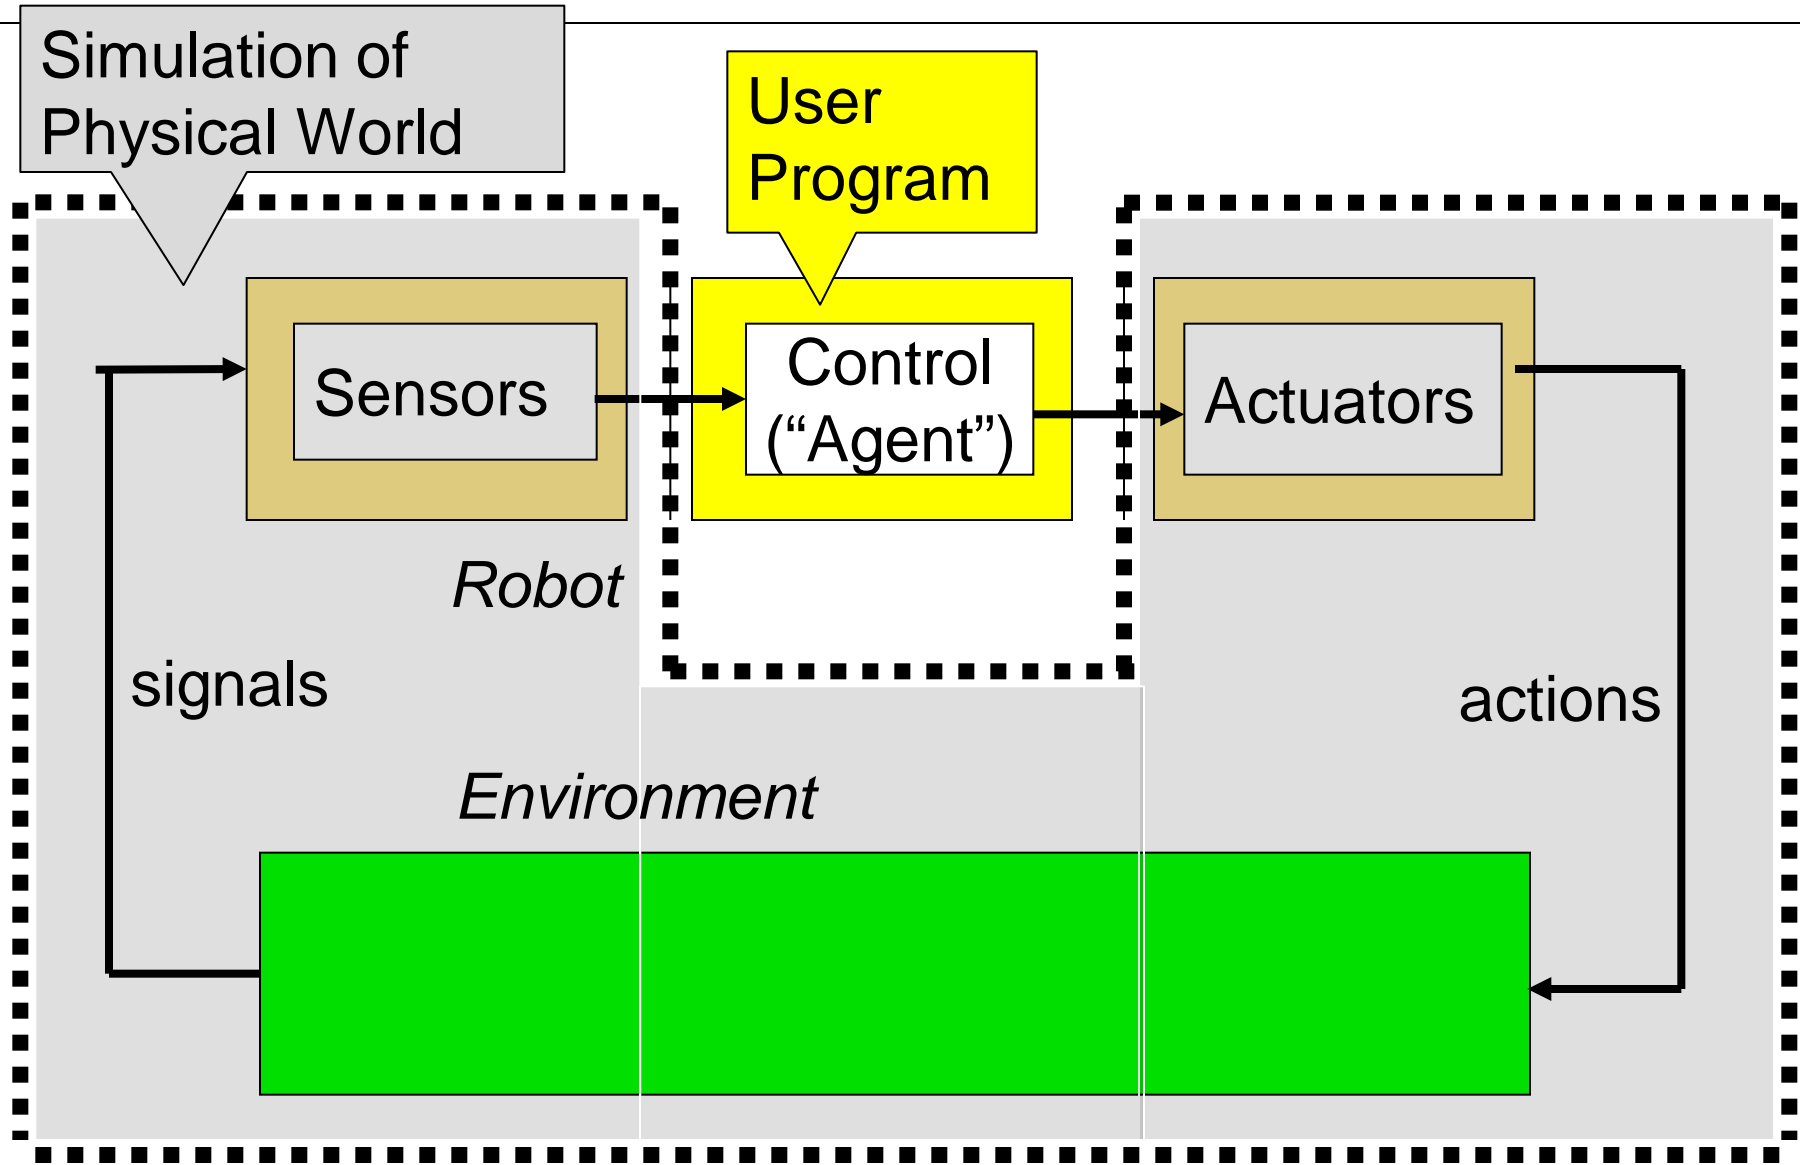 Simulation of
Physical World
User
Program
Sensors
Control
(“Agent”)
Actuators
Robot
signals
actions
Environment